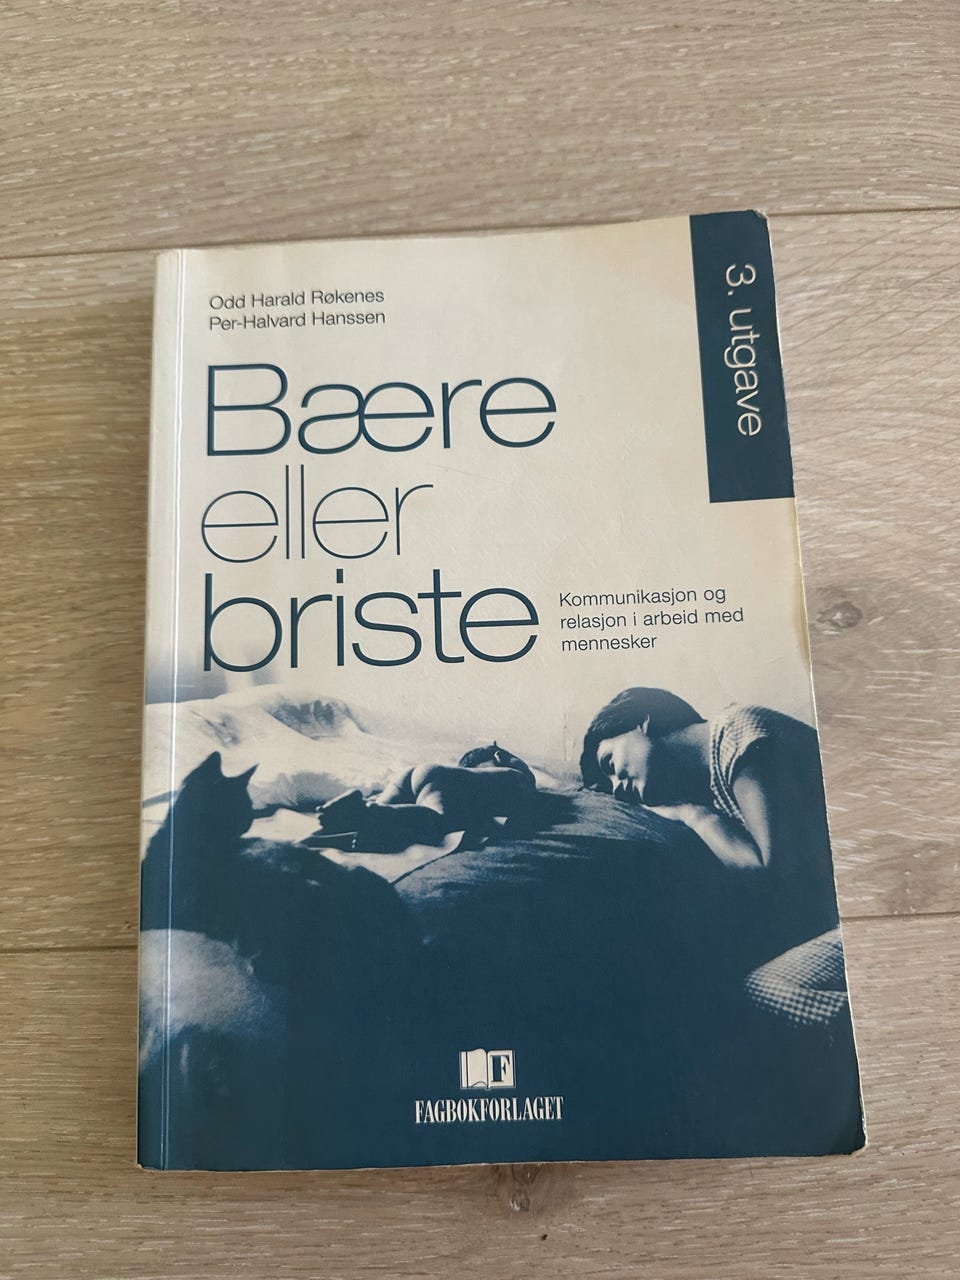 Odd Harald Røkenes
Per-Halvard Hanssen
3. utgave
Bære
eller
briste
Kommunikasjon og
relasjon i arbeid med
mennesker
F
FAGBOKFORLAGET